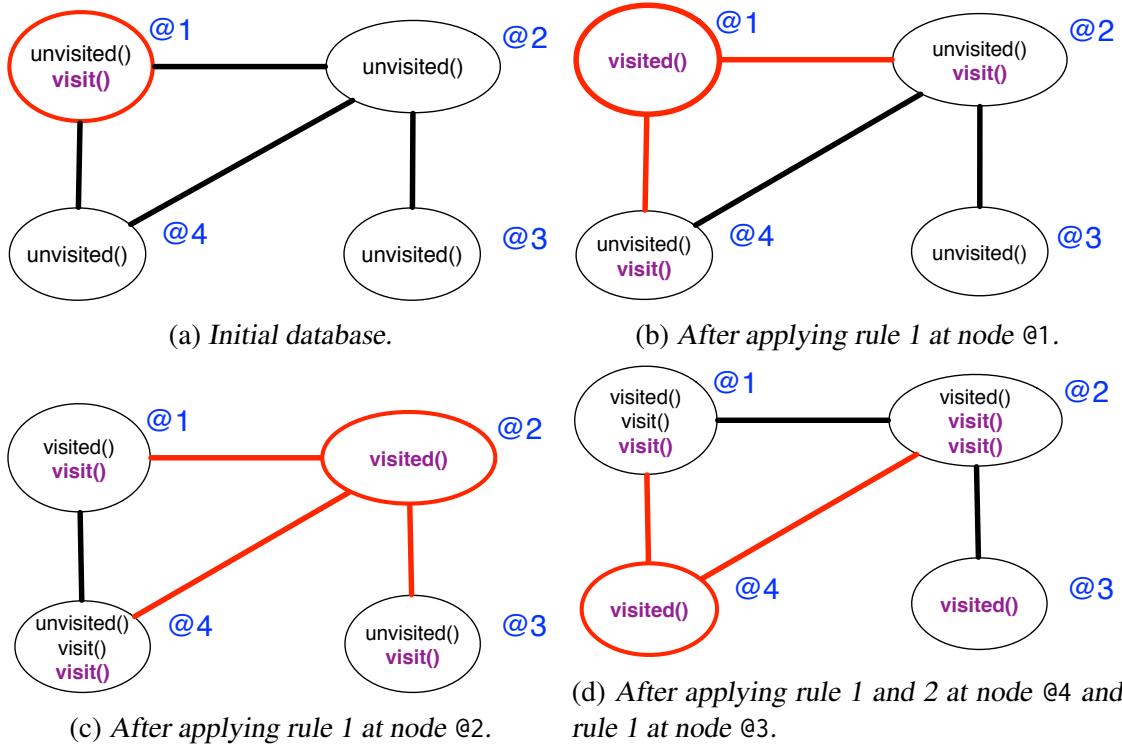 @1
unvisited()
visit()
@2
unvisited()
@4
unvisited()
@3
unvisited()
(a) Initial database.
@1
visited()
@2
unvisited()
visit()
@4
unvisited()
visit()
@3
unvisited()
(b) After applying rule 1 at node @1.
@1
visited()
visit()
@2
visited()
@4
unvisited()
visit()
visit()
@3
unvisited()
visit()
(c) After applying rule 1 at node @2.
@1
visited()
visit()
visit()
@2
visited()
visit()
visit()
@4
visited()
@3
visited()
(d) After applying rule 1 and 2 at node @4 and
rule 1 at node @3.